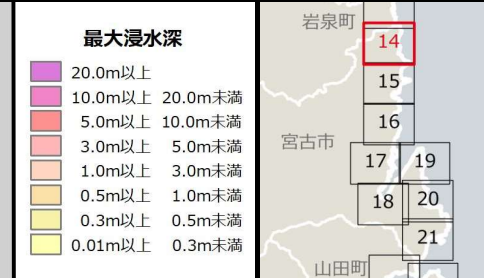 最大浸水深
20.0m以上
10.0m以上 20.0m未満
5.0m以上 10.0m未満
3.0m以上 5.0m未満
1.0m以上 3.0m未満
0.5m以上 1.0m未満
0.3m以上 0.5m未満
0.01m以上 0.3m未満
岩泉町
14
15
16
宮古市
17 19
18 20
21
山田町